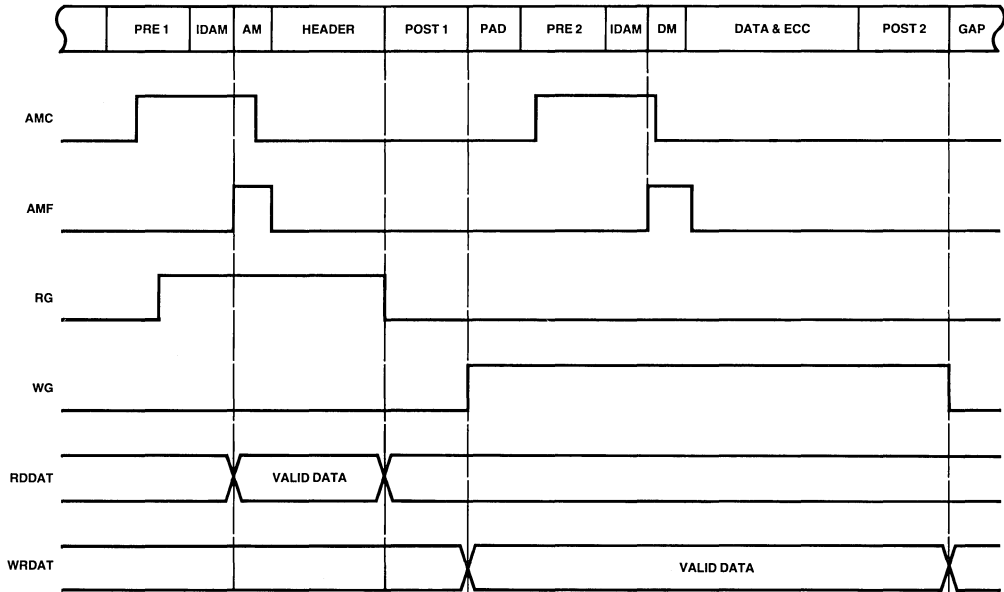 PRE 1 IDAM AM HEADER POST 1 PAD PRE 2 IDAM DM DATA & ECC POST 2 GAP
AMC
AMF
RG
WG
RDDAT VALID DATA
WRDAT VALID DATA